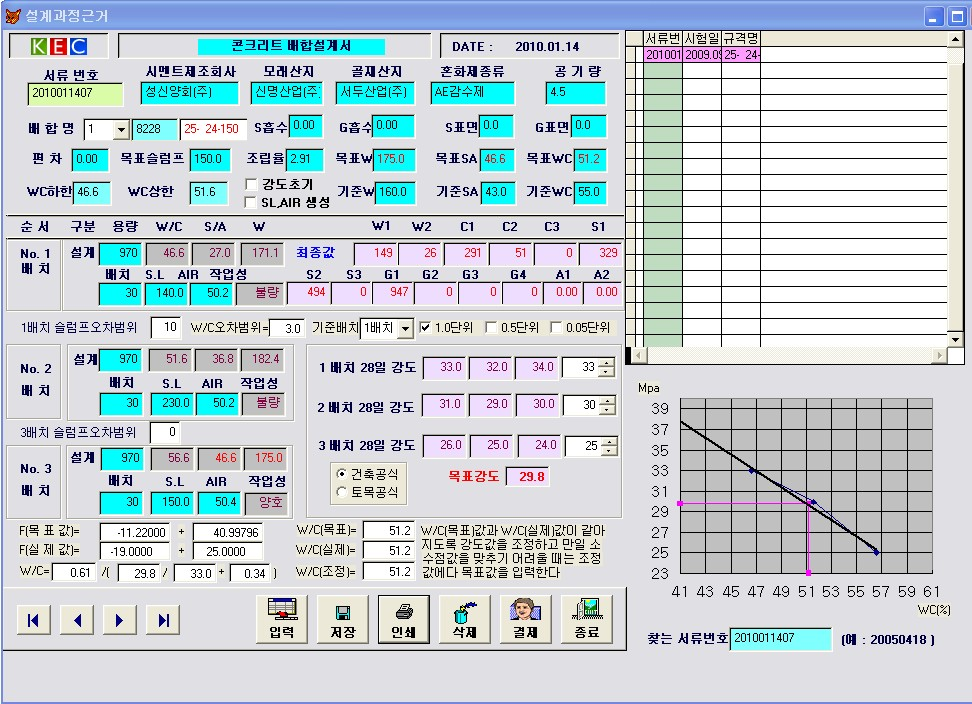 설계과정근거
KEC 콘크리트 배합설계서 DATE : 2010.01.14
서류 번호 시멘트제조회사 모래산지 골재산지 혼화제종류 공 기 량
2010011407 성신양회(주) 신명산업(주. 서두산업(주) AE감수제 4.5
배 합 명 1 8228 25- 24-150 S흡수 0.00 G흡수 0.00 S표면 0.0 G표면 0.0
편 차 0.00 목표슬럼프 150.0 조립율 2.91 목표W 175.0 목표SA 46.6 목표WC 51.2
WC하한 46.6 WC상한 51.6 강도초기 기준W 160.0 기준SA 43.0 기준WC 55.0
SL,AIR 생성
순 서 구분 용량 W/C S/A W W1 W2 C1 C2 C3 S1
No. 1 설계 970 46.6 27.0 171.1 최종값 149 26 291 51 0 329
배 치 배치 S.L AIR 작업성 S2 S3 G1 G2 G3 G4 A1 A2
30 140.0 50.2 불량 494 0 947 0 0 0 0.00 0.00
1배치 슬럼프오차범위 10 W/C오차범위= 3.0 기준배치 1배치 1.0단위 0.5단위 0.05단위
No. 2 설계 970 51.6 36.8 182.4
배 치 배치 S.L AIR 작업성
30 230.0 50.2 불량
3배치 슬럼프오차범위 0
No. 3 설계 970 56.6 46.6 175.0
배 치 배치 S.L AIR 작업성
30 150.0 50.4 양호
1 배치 28일 강도 33.0 32.0 34.0 33
2 배치 28일 강도 31.0 29.0 30.0 30
3 배치 28일 강도 26.0 25.0 24.0 25
건축공식 목표강도 29.8
토목공식
F(목 표 값)= -11.22000 + 40.99796
F(실 제 값)= -19.0000 + 25.0000
W/C= 0.61 /( 29.8 / 33.0 + 0.34 )
W/C(목표)= 51.2
W/C(실제)= 51.2
W/C(조정)= 51.2
W/C(목표)값과 W/C(실제)값이 같아
지도록 강도값을 조정하고 만일 소
수점값을 맞추기 어려울 때는 조정
값에다 목표값을 입력한다
입력 저장 인쇄 삭제 결재 종료
서류번 시험일 규격명
201001 2009.09 25- 24-
Mpa
39
37
35
33
31
29
27
25
23
41 43 45 47 49 51 53 55 57 59 61
WC(%)
찾는 서류번호 2010011407 (예 : 20050418 )